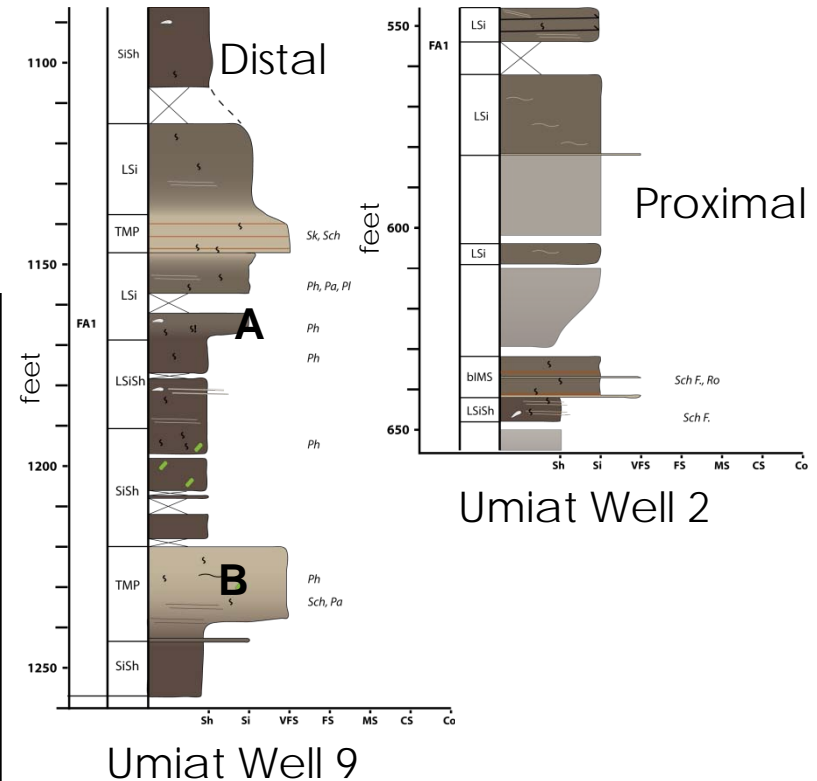 Distal
feet
1100
1150
1200
1250
FA1
SiSh
LSi
TMP
LSi
LSiSh
SiSh
TMP
SiSh
Sk, Sch
Ph, Pa, Pl
Ph
Ph
Ph
Ph
Sch, Pa
A
B
Sh Si VFS FS MS CS Co
Umiat Well 9
Proximal
feet
550
600
650
FA1
LSi
LSi
LSi
bIMS
LSiSh
Sch F., Ro
Sch F.
Sh Si VFS FS MS CS Co
Umiat Well 2